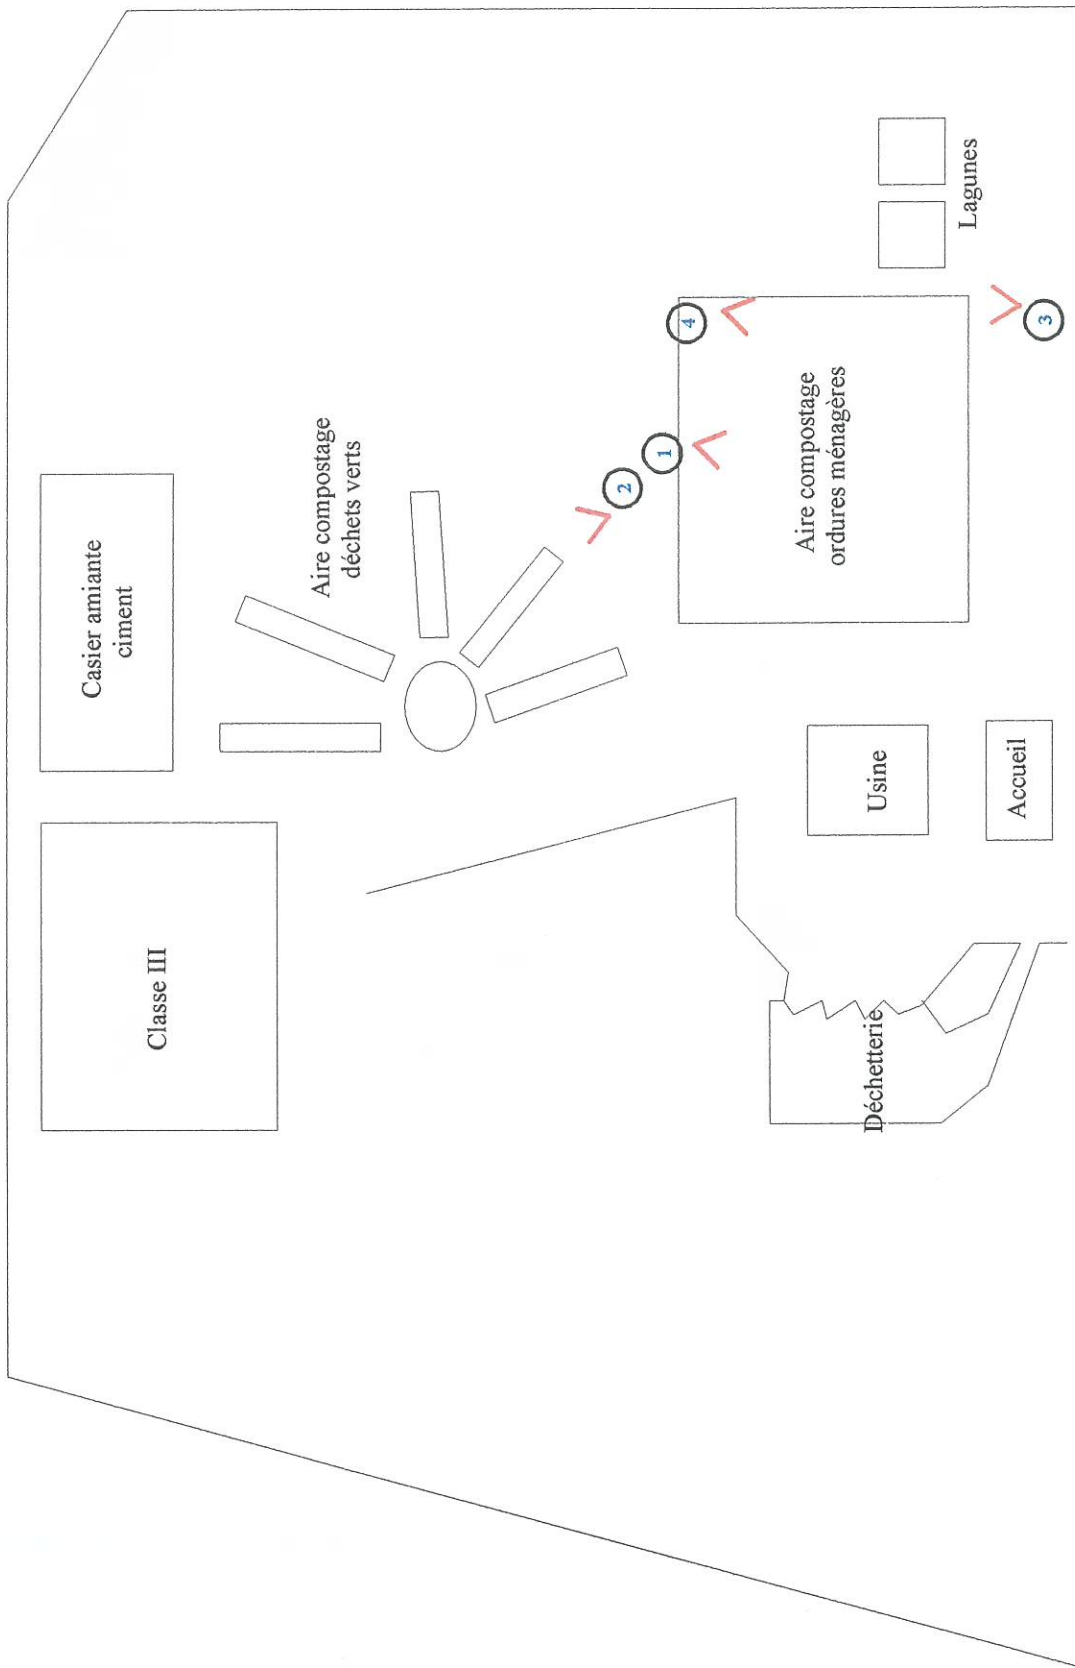 Classe III
Casier amiante
ciment
Aire compostage
déchets verts
2
1
4
Déchetterie
Usine
Aire compostage
ordures ménagères
Lagunes
Accueil
3